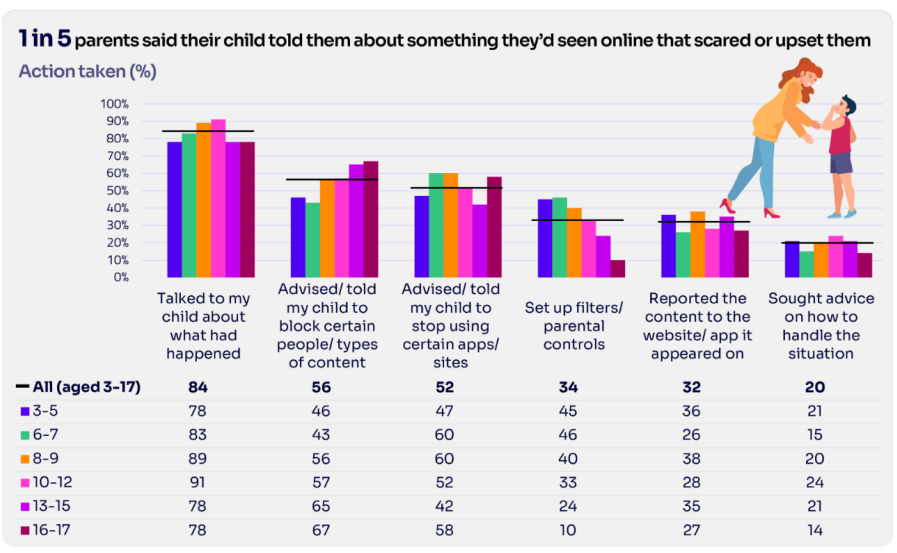 1 in 5 parents said their child told them about something they'd seen online that scared or upset them
Action taken (%)
100%
90%
80%
70%
60%
50%
40%
30%
20%
10%
0%
Talked to my
child about
what had
happened
Advised/ told
my child to
block certain
people/ types
of content
Advised/ told
my child to
stop using
certain apps/
sites
Set up filters/
parental
controls
Reported the
content to the
website/ app it
appeared on
Sought advice
on how to
handle the
situation
All (aged 3-17) 84 56 52 34 32 20
3-5 78 46 47 45 36 21
6-7 83 43 60 46 26 15
8-9 89 56 60 40 38 20
10-12 91 57 52 33 28 24
13-15 78 65 42 24 35 21
16-17 78 67 58 10 27 14